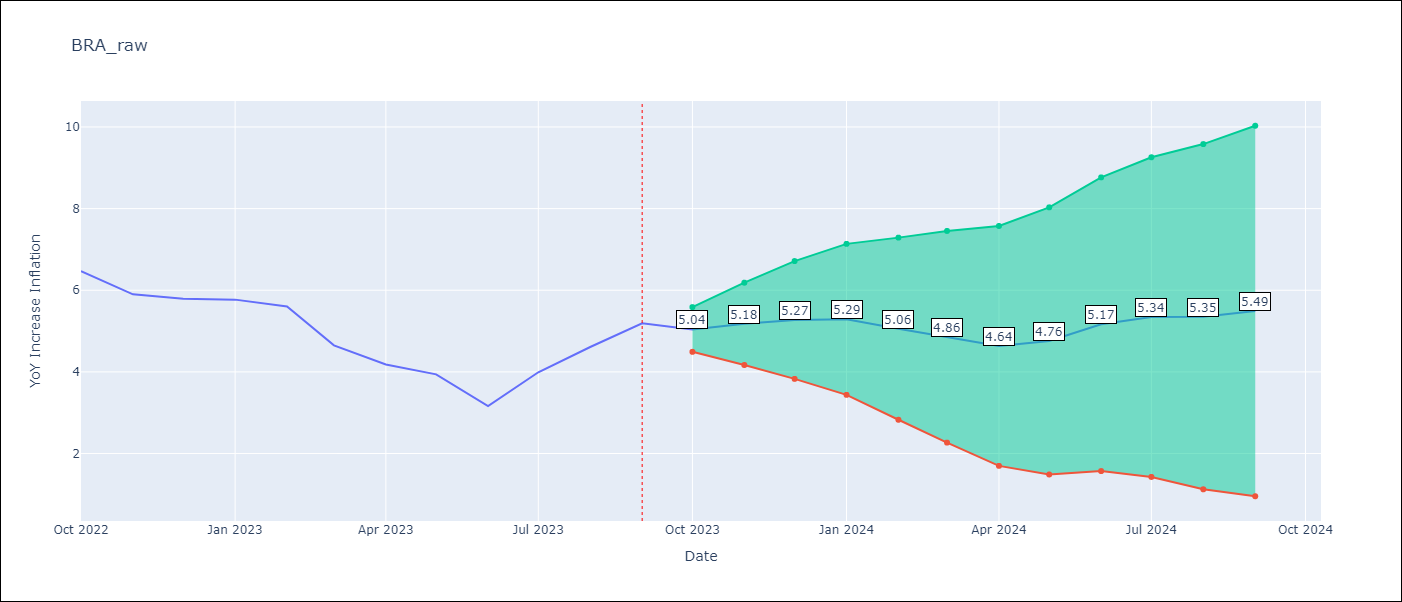 BRA_raw
YoY Increase Inflation
10
8
6
4
2
5.04
5.18
5.27
5.29
5.06
4.86
4.64
4.76
5.17
5.34
5.35
5.49
Oct 2022
Jan 2023
Apr 2023
Jul 2023
Oct 2023
Jan 2024
Apr 2024
Jul 2024
Oct 2024
Date